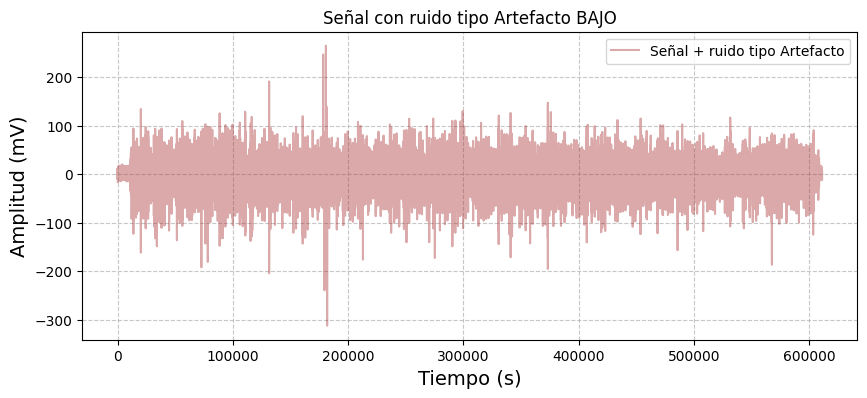 Señal con ruido tipo Artefacto BAJO
Señal + ruido tipo Artefacto
Amplitud (mV)
200
100
0
−100
−200
−300
0 100000 200000 300000 400000 500000 600000
Tiempo (s)